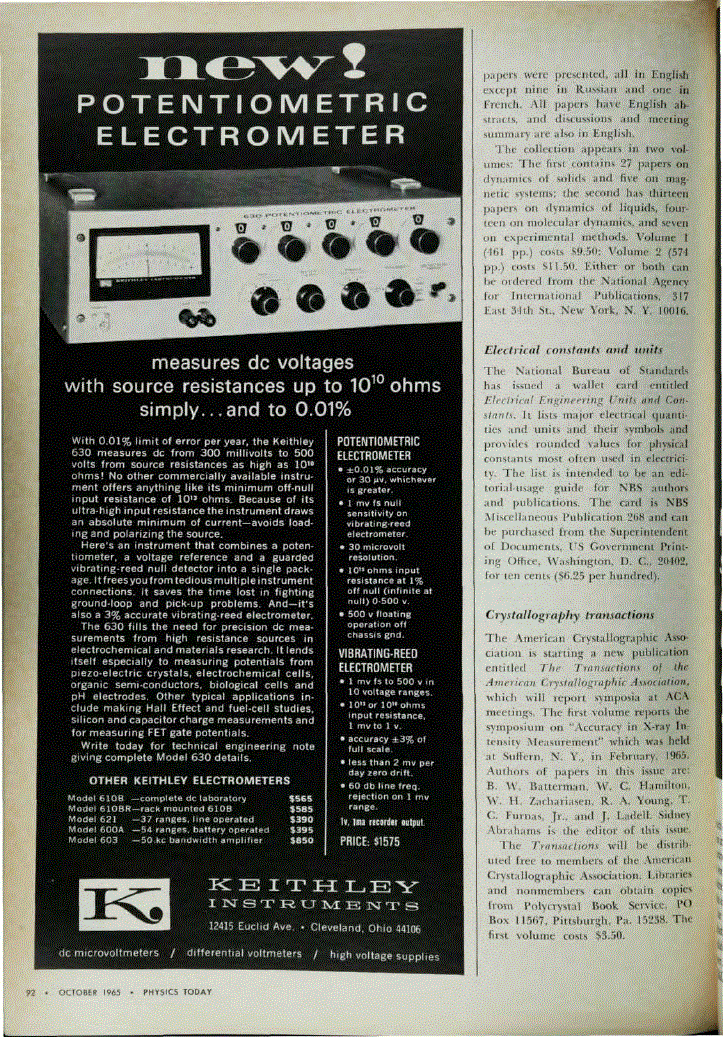 new!
POTENTIOMETRIC
ELECTROMETER
630 POTENTIOMETRIC ELECTROMETER
KEITHLEY INSTRUMENTS
measures dc voltages
with source resistances up to 10¹⁰ ohms
simply...and to 0.01%
With 0.01% limit of error per year, the Keithley
630 measures dc from 300 millivolts to 500
volts from source resistances as high as 10¹⁰
ohms! No other commercially available instru-
ment offers anything like its minimum off-null
input resistance of 10¹³ ohms. Because of its
ultra-high input resistance the instrument draws
an absolute minimum of current—avoids load-
ing and polarizing the source.
Here's an instrument that combines a poten-
tiometer, a voltage reference and a guarded
vibrating-reed null detector into a single pack-
age. It frees you from tedious multiple instrument
connections. It saves the time lost in fighting
ground-loop and pick-up problems. And—it's
also a 3% accurate vibrating-reed electrometer.
The 630 fills the need for precision dc mea-
surements from high resistance sources in
electrochemical and materials research. It lends
itself especially to measuring potentials from
piezo-electric crystals, electrochemical cells,
organic semi-conductors, biological cells and
pH electrodes. Other typical applications in-
clude making Hall Effect and fuel-cell studies,
silicon and capacitor charge measurements and
for measuring FET gate potentials.
Write today for technical engineering note
giving complete Model 630 details.
OTHER KEITHLEY ELECTROMETERS
Model 610B —complete dc laboratory $565
Model 610BR—rack mounted 610B $585
Model 621 —37 ranges, line operated $390
Model 600A —54 ranges, battery operated $395
Model 603 —50 kc bandwidth amplifier $850
POTENTIOMETRIC
ELECTROMETER
• ±0.01% accuracy
or 30 μv, whichever
is greater.
• 1 mv fs null
sensitivity on
vibrating-reed
electrometer.
• 30 microvolt
resolution.
• ohms input
resistance at 1%
off null (infinite at
null) 0-500 v.
• 500 v floating
operation off
chassis gnd.
VIBRATING-REED
ELECTROMETER
• 1 mv fs to 500 v in
10 voltage ranges.
• or ohms
input resistance,
1 mv to 1 v.
• accuracy ±3% of
full scale.
• less than 2 mv per
day zero drift.
• 60 db line freq.
rejection on 1 mv
range.
1v, 1ma recorder output.
PRICE: $1575
K
KEITHLEY
INSTRUMENTS
12415 Euclid Ave. • Cleveland, Ohio 44106
dc microvoltmeters / differential voltmeters / high voltage supplies
papers were presented, all in English
except nine in Russian and one in
French. All papers have English ab-
stracts, and discussions and meeting
summary are also in English.
The collection appears in two vol-
umes: The first contains 27 papers on
dynamics of solids and five on mag-
netic systems; the second has thirteen
papers on dynamics of liquids, four-
teen on molecular dynamics, and seven
on experimental methods. Volume 1
(461 pp.) costs $9.50; Volume 2 (574
pp.) costs $11.50. Either or both can
be ordered from the National Agency
for International Publications, 317
East 34th St., New York, N. Y. 10016.
Electrical constants and units
The National Bureau of Standards
has issued a wallet card entitled
Electrical Engineering Units and Con-
stants. It lists major electrical quanti-
ties and units and their symbols and
provides rounded values for physical
constants most often used in electrici-
ty. The list is intended to be an edi-
torial-usage guide for NBS authors
and publications. The card is NBS
Miscellaneous Publication 268 and can
be purchased from the Superintendent
of Documents, US Government Print-
ing Office, Washington, D. C., 20402,
for ten cents ($6.25 per hundred).
Crystallography transactions
The American Crystallographic Asso-
ciation is starting a new publication
entitled The Transactions of the
American Crystallographic Association,
which will report symposia at ACA
meetings. The first volume reports the
symposium on "Accuracy in X-ray In-
tensity Measurement" which was held
at Suffern, N. Y., in February, 1965.
Authors of papers in this issue are:
B. W. Batterman, W. C. Hamilton,
W. H. Zachariasen, R. A. Young, T.
C. Furnas, Jr., and J. Ladell. Sidney
Abrahams is the editor of this issue.
The Transactions will be distrib-
uted free to members of the American
Crystallographic Association. Libraries
and nonmembers can obtain copies
from Polycrystal Book Service, PO
Box 11567, Pittsburgh, Pa. 15238. The
first volume costs $3.50.
92 • OCTOBER 1965 • PHYSICS TODAY